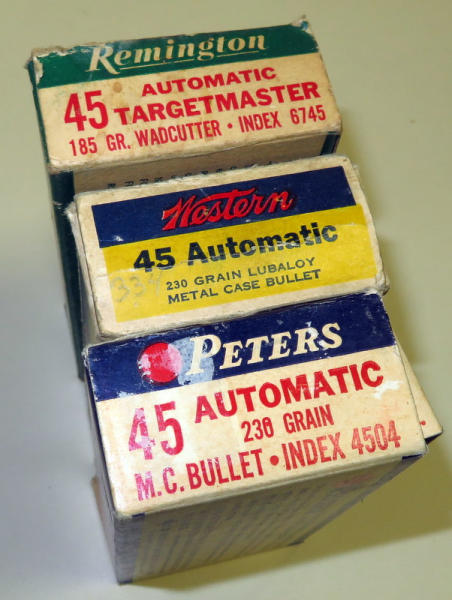 Remington
45 AUTOMATIC
TARGETMASTER
185 GR. WADCUTTER • INDEX 6745
Western
45 Automatic
230 GRAIN LUBALOY
METAL CASE BULLET
PETERS
45 AUTOMATIC
230 GRAIN
M.C. BULLET • INDEX 4504